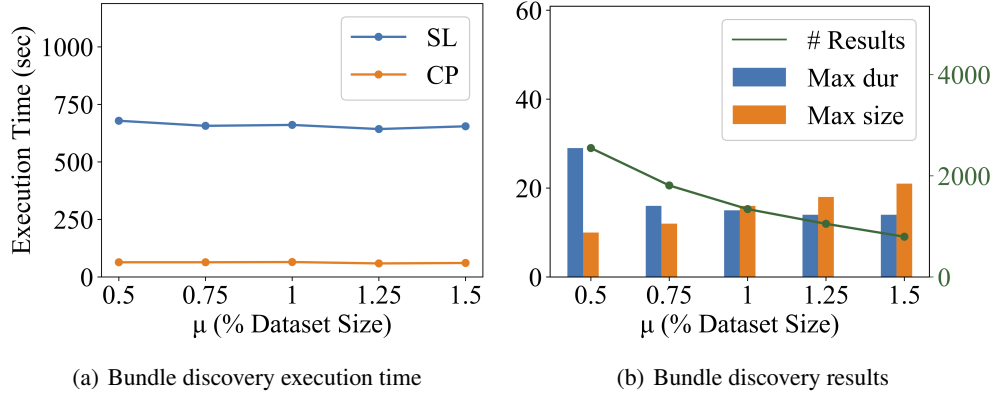 Execution Time (sec)
1000
750
500
250
0
0.5 0.75 1 1.25 1.5
μ (% Dataset Size)
SL
CP
(a) Bundle discovery execution time
60
40
20
0
4000
2000
0
0.5 0.75 1 1.25 1.5
μ (% Dataset Size)
# Results
Max dur
Max size
(b) Bundle discovery results